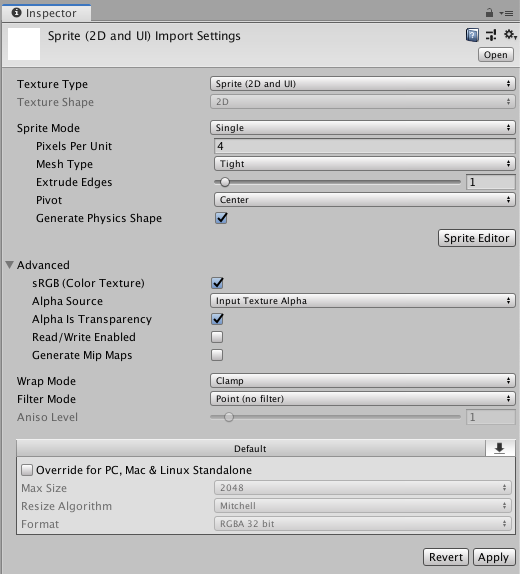 Inspector
Sprite (2D and UI) Import Settings
Open
Texture Type Sprite (2D and UI)
Texture Shape 2D
Sprite Mode Single
Pixels Per Unit 4
Mesh Type Tight
Extrude Edges 1
Pivot Center
Generate Physics Shape
Sprite Editor
Advanced
sRGB (Color Texture)
Alpha Source Input Texture Alpha
Alpha Is Transparency
Read/Write Enabled
Generate Mip Maps
Wrap Mode Clamp
Filter Mode Point (no filter)
Aniso Level 1
Default
Override for PC, Mac & Linux Standalone
Max Size 2048
Resize Algorithm Mitchell
Format RGBA 32 bit
Revert Apply